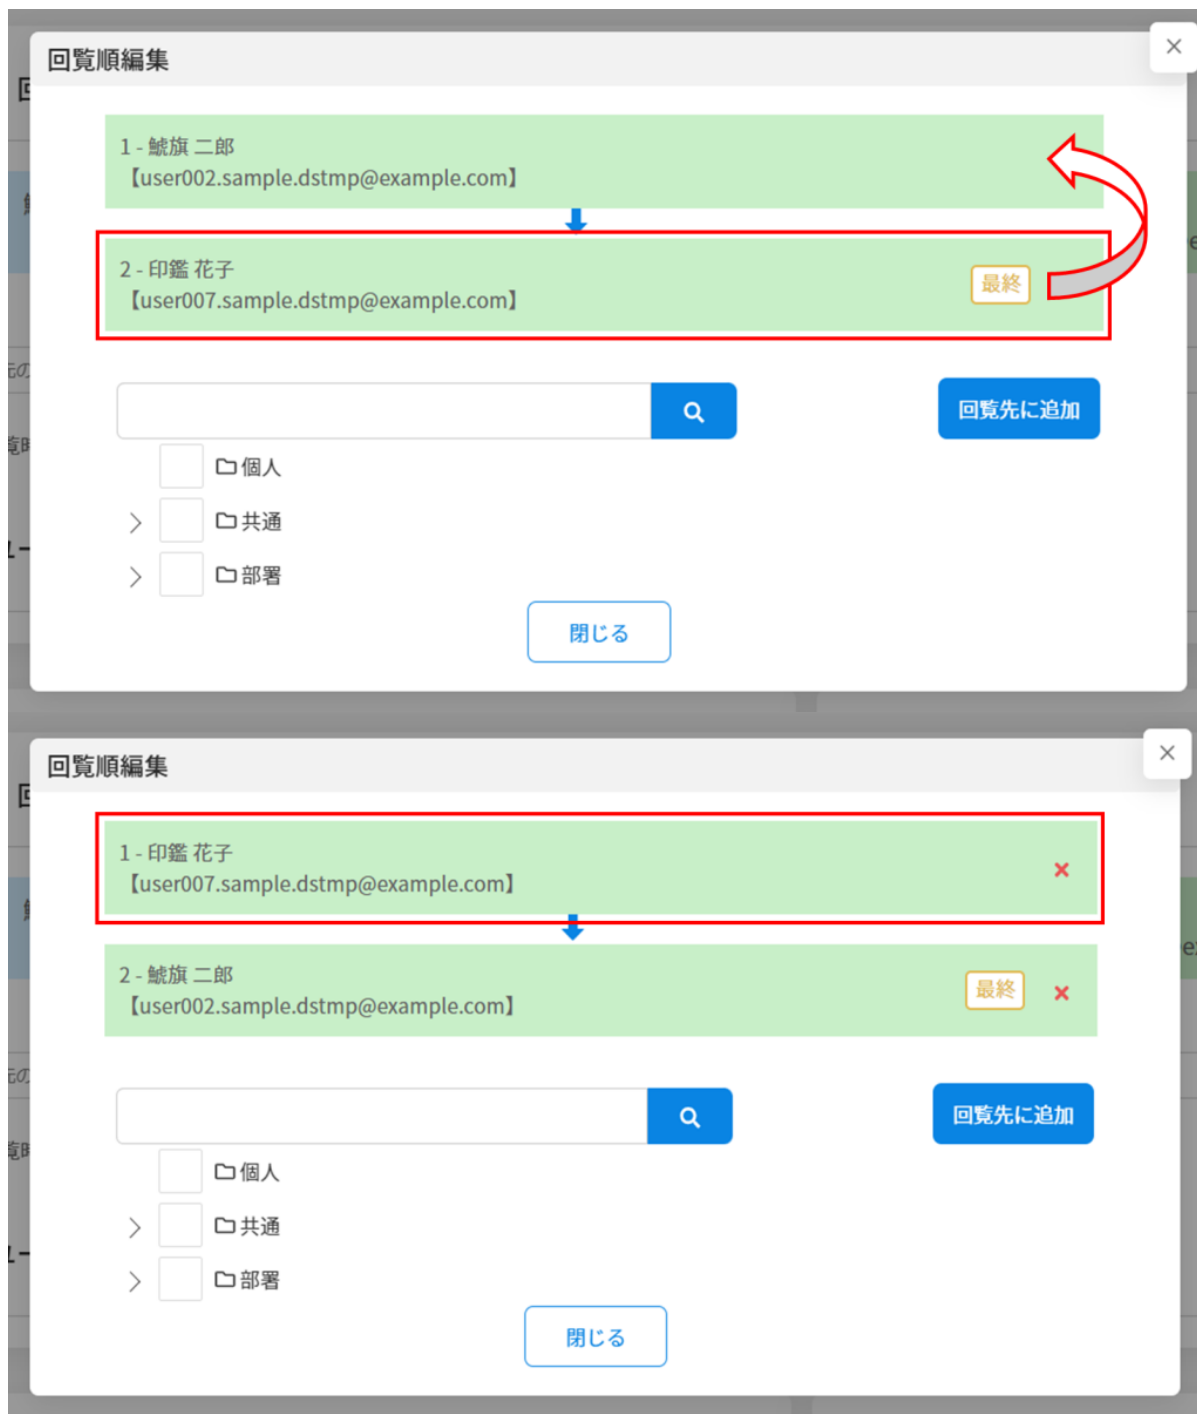 回覧順編集
1 - 鯱旗 二郎
【user002.sample.dstmp@example.com】
2 - 印鑑 花子
【user007.sample.dstmp@example.com】
最終
回覧先に追加
個人
共通
部署
閉じる
回覧順編集
1 - 印鑑 花子
【user007.sample.dstmp@example.com】
2 - 鯱旗 二郎
【user002.sample.dstmp@example.com】
最終
回覧先に追加
個人
共通
部署
閉じる